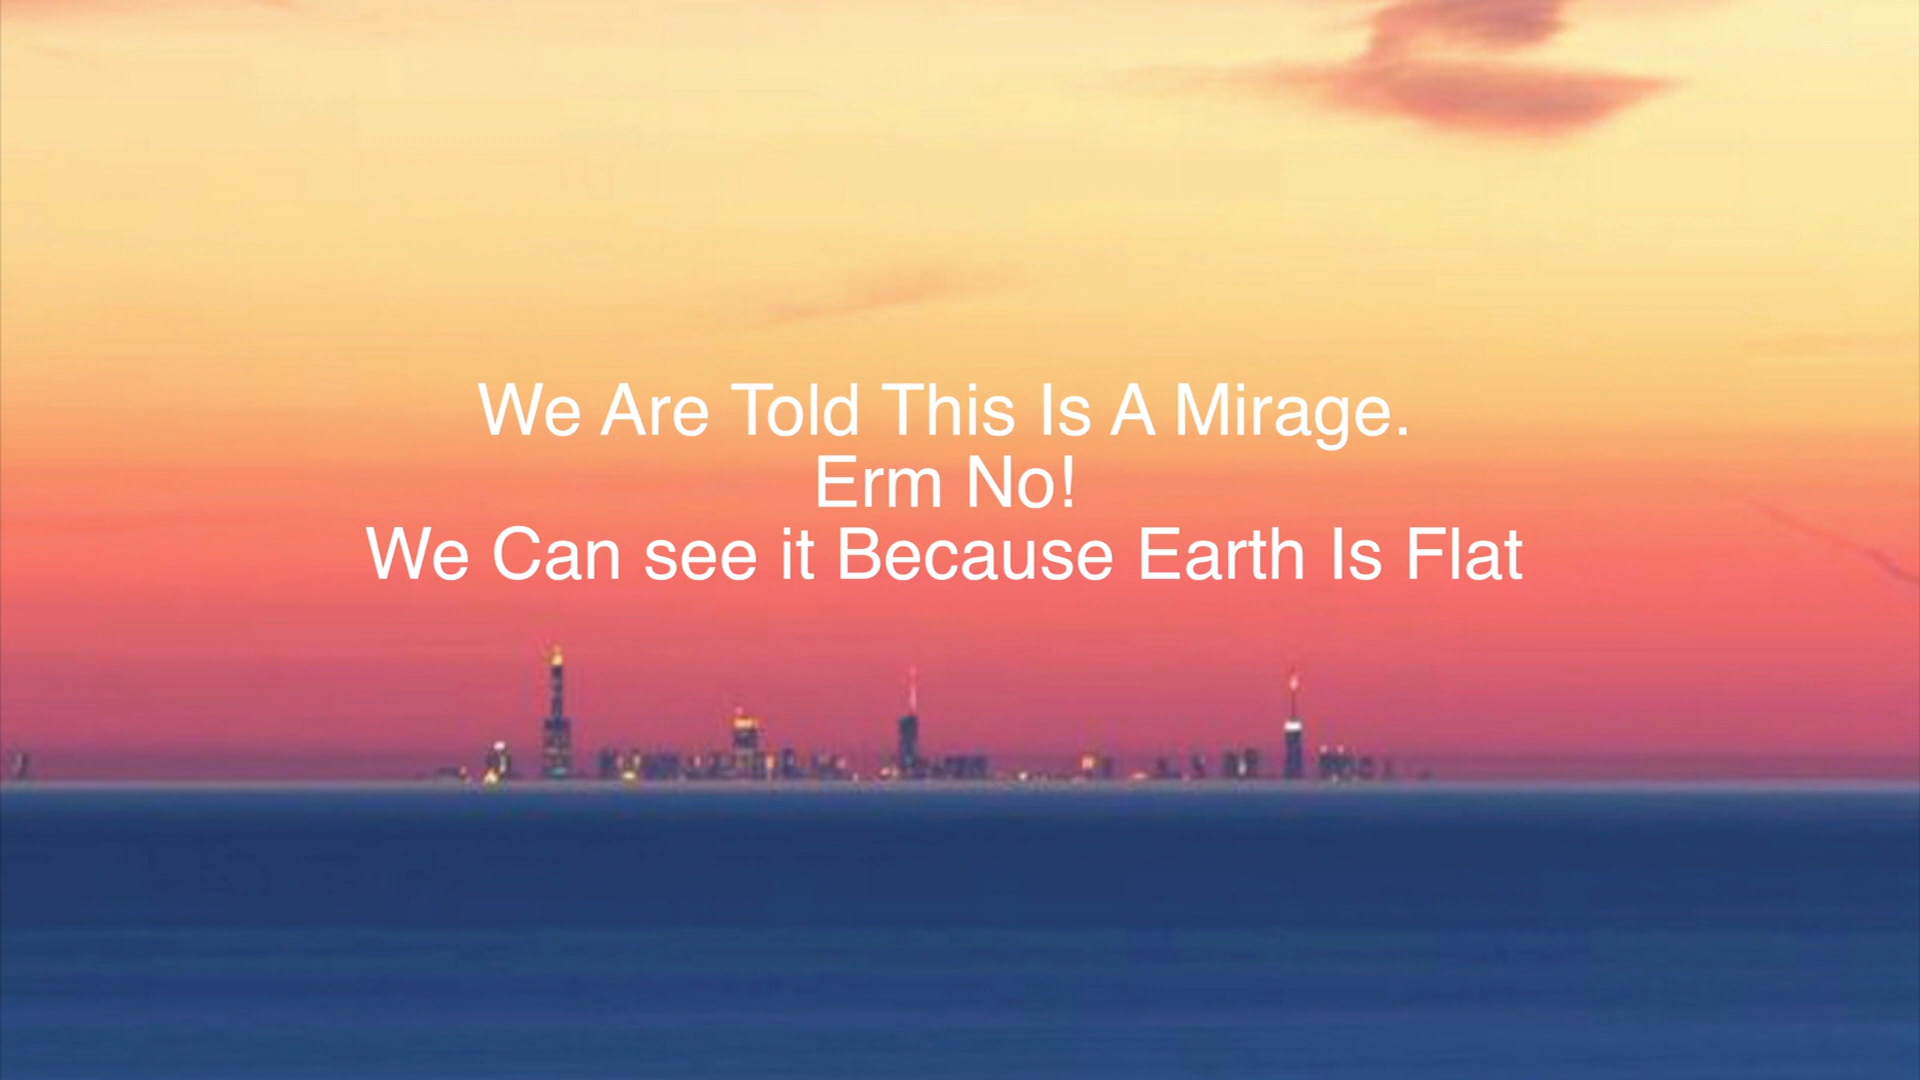 We Are Told This Is A Mirage.
Erm No!
We Can see it Because Earth Is Flat